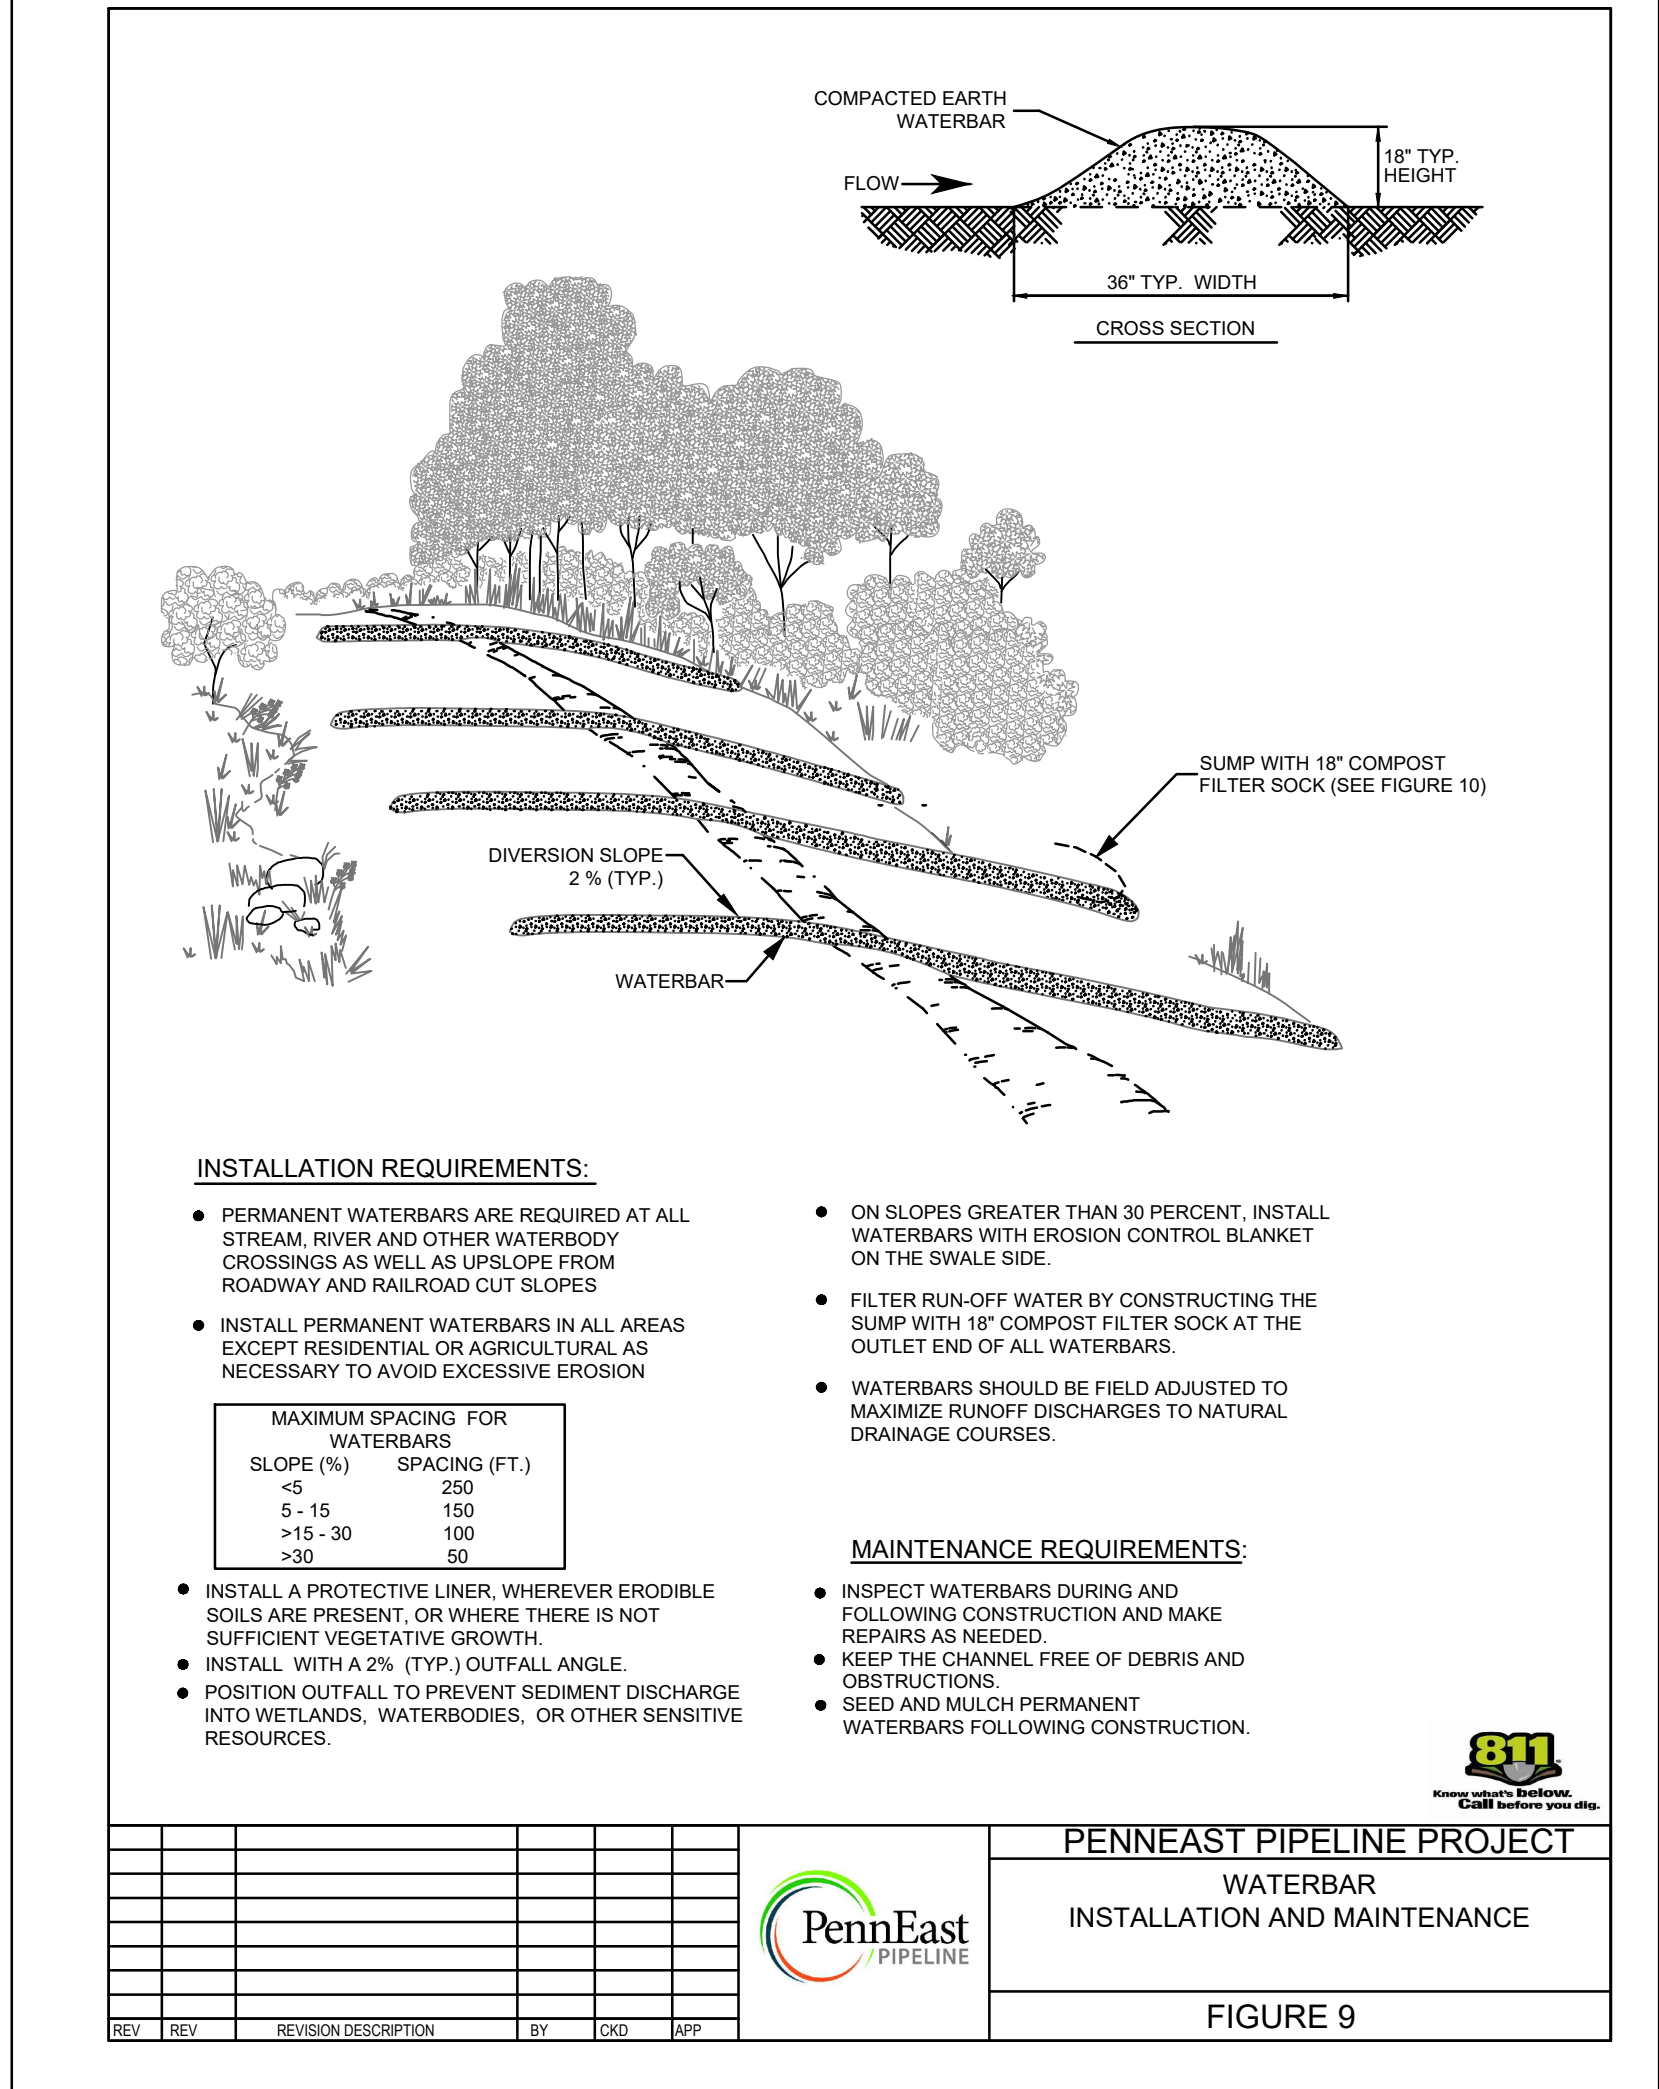 COMPACTED EARTH
WATERBAR
FLOW
18" TYP.
HEIGHT
36" TYP. WIDTH
CROSS SECTION
SUMP WITH 18" COMPOST
FILTER SOCK (SEE FIGURE 10)
DIVERSION SLOPE
2 % (TYP.)
WATERBAR
INSTALLATION REQUIREMENTS:
● PERMANENT WATERBARS ARE REQUIRED AT ALL
STREAM, RIVER AND OTHER WATERBODY
CROSSINGS AS WELL AS UPSLOPE FROM
ROADWAY AND RAILROAD CUT SLOPES
● INSTALL PERMANENT WATERBARS IN ALL AREAS
EXCEPT RESIDENTIAL OR AGRICULTURAL AS
NECESSARY TO AVOID EXCESSIVE EROSION
MAXIMUM SPACING FOR
WATERBARS
SLOPE (%) SPACING (FT.)
<5 250
5 - 15 150
>15 - 30 100
>30 50
● INSTALL A PROTECTIVE LINER, WHEREVER ERODIBLE
SOILS ARE PRESENT, OR WHERE THERE IS NOT
SUFFICIENT VEGETATIVE GROWTH.
● INSTALL WITH A 2% (TYP.) OUTFALL ANGLE.
● POSITION OUTFALL TO PREVENT SEDIMENT DISCHARGE
INTO WETLANDS, WATERBODIES, OR OTHER SENSITIVE
RESOURCES.
● ON SLOPES GREATER THAN 30 PERCENT, INSTALL
WATERBARS WITH EROSION CONTROL BLANKET
ON THE SWALE SIDE.
● FILTER RUN-OFF WATER BY CONSTRUCTING THE
SUMP WITH 18" COMPOST FILTER SOCK AT THE
OUTLET END OF ALL WATERBARS.
● WATERBARS SHOULD BE FIELD ADJUSTED TO
MAXIMIZE RUNOFF DISCHARGES TO NATURAL
DRAINAGE COURSES.
MAINTENANCE REQUIREMENTS:
● INSPECT WATERBARS DURING AND
FOLLOWING CONSTRUCTION AND MAKE
REPAIRS AS NEEDED.
● KEEP THE CHANNEL FREE OF DEBRIS AND
OBSTRUCTIONS.
● SEED AND MULCH PERMANENT
WATERBARS FOLLOWING CONSTRUCTION.
811
Know what's below.
Call before you dig.
REV REV REVISION DESCRIPTION BY CKD APP
PennEast
PIPELINE
PENNEAST PIPELINE PROJECT
WATERBAR
INSTALLATION AND MAINTENANCE
FIGURE 9